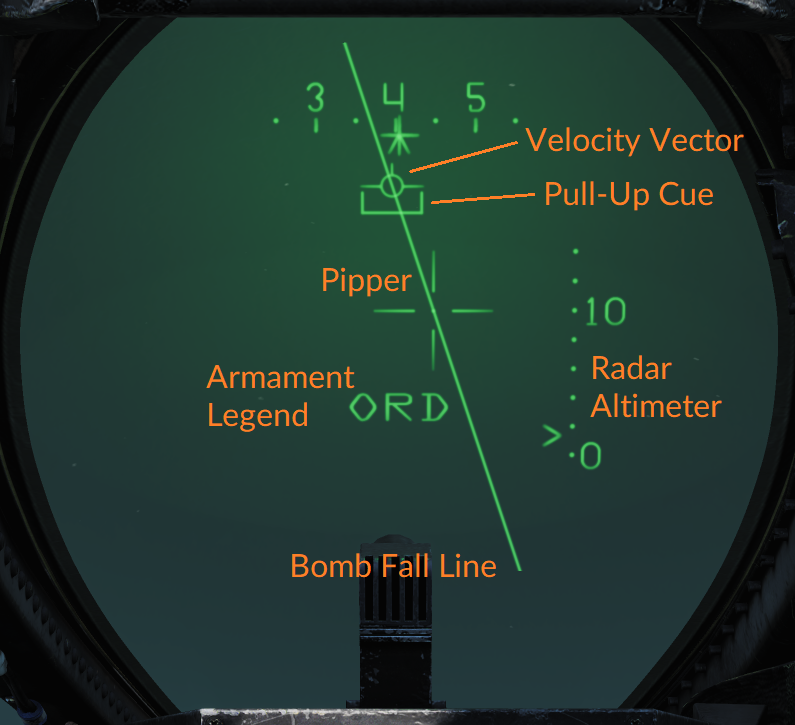 3 4 5
Velocity Vector
Pull-Up Cue
Pipper
10
Radar
Altimeter
Armament
Legend
ORD
>
0
Bomb Fall Line